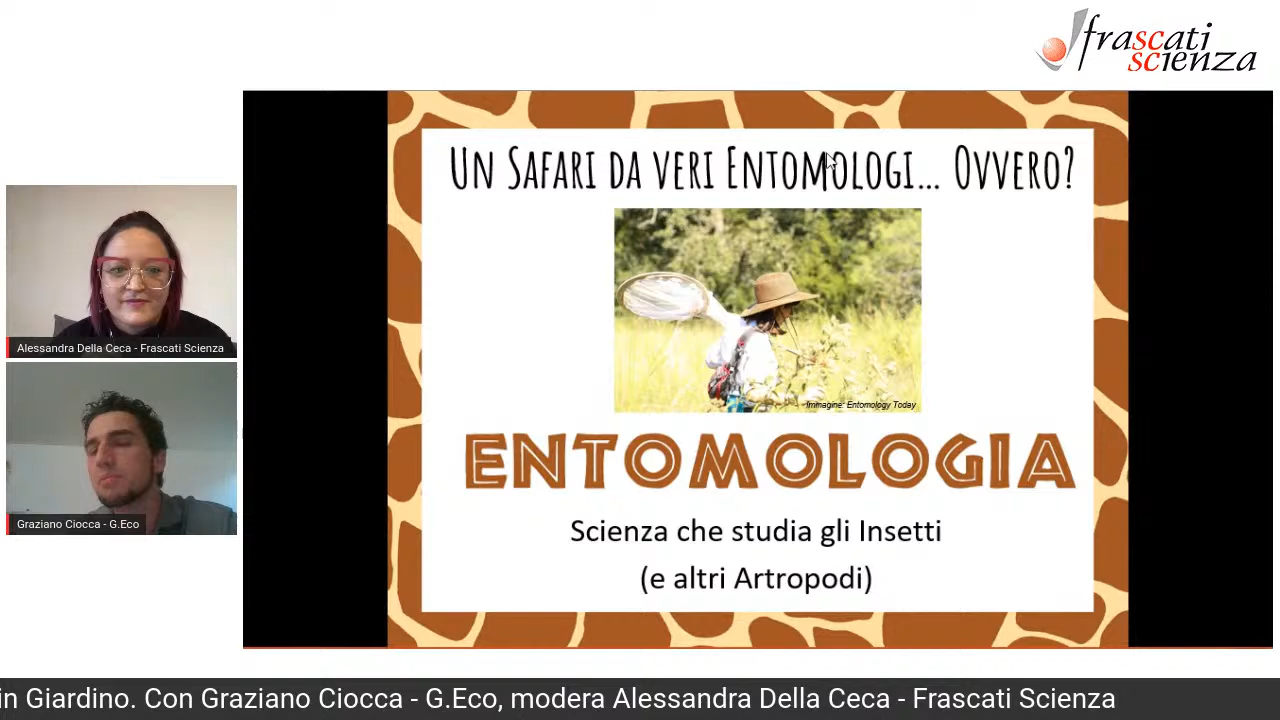 frascati
scienza
Un Safari da veri Entomologi... Ovvero?
Immagine: Entomology Today
ENTOMOLOGIA
Scienza che studia gli Insetti
(e altri Artropodi)
Alessandra Della Ceca - Frascati Scienza
Graziano Ciocca - G.Eco
in Giardino. Con Graziano Ciocca - G.Eco, modera Alessandra Della Ceca - Frascati Scienza